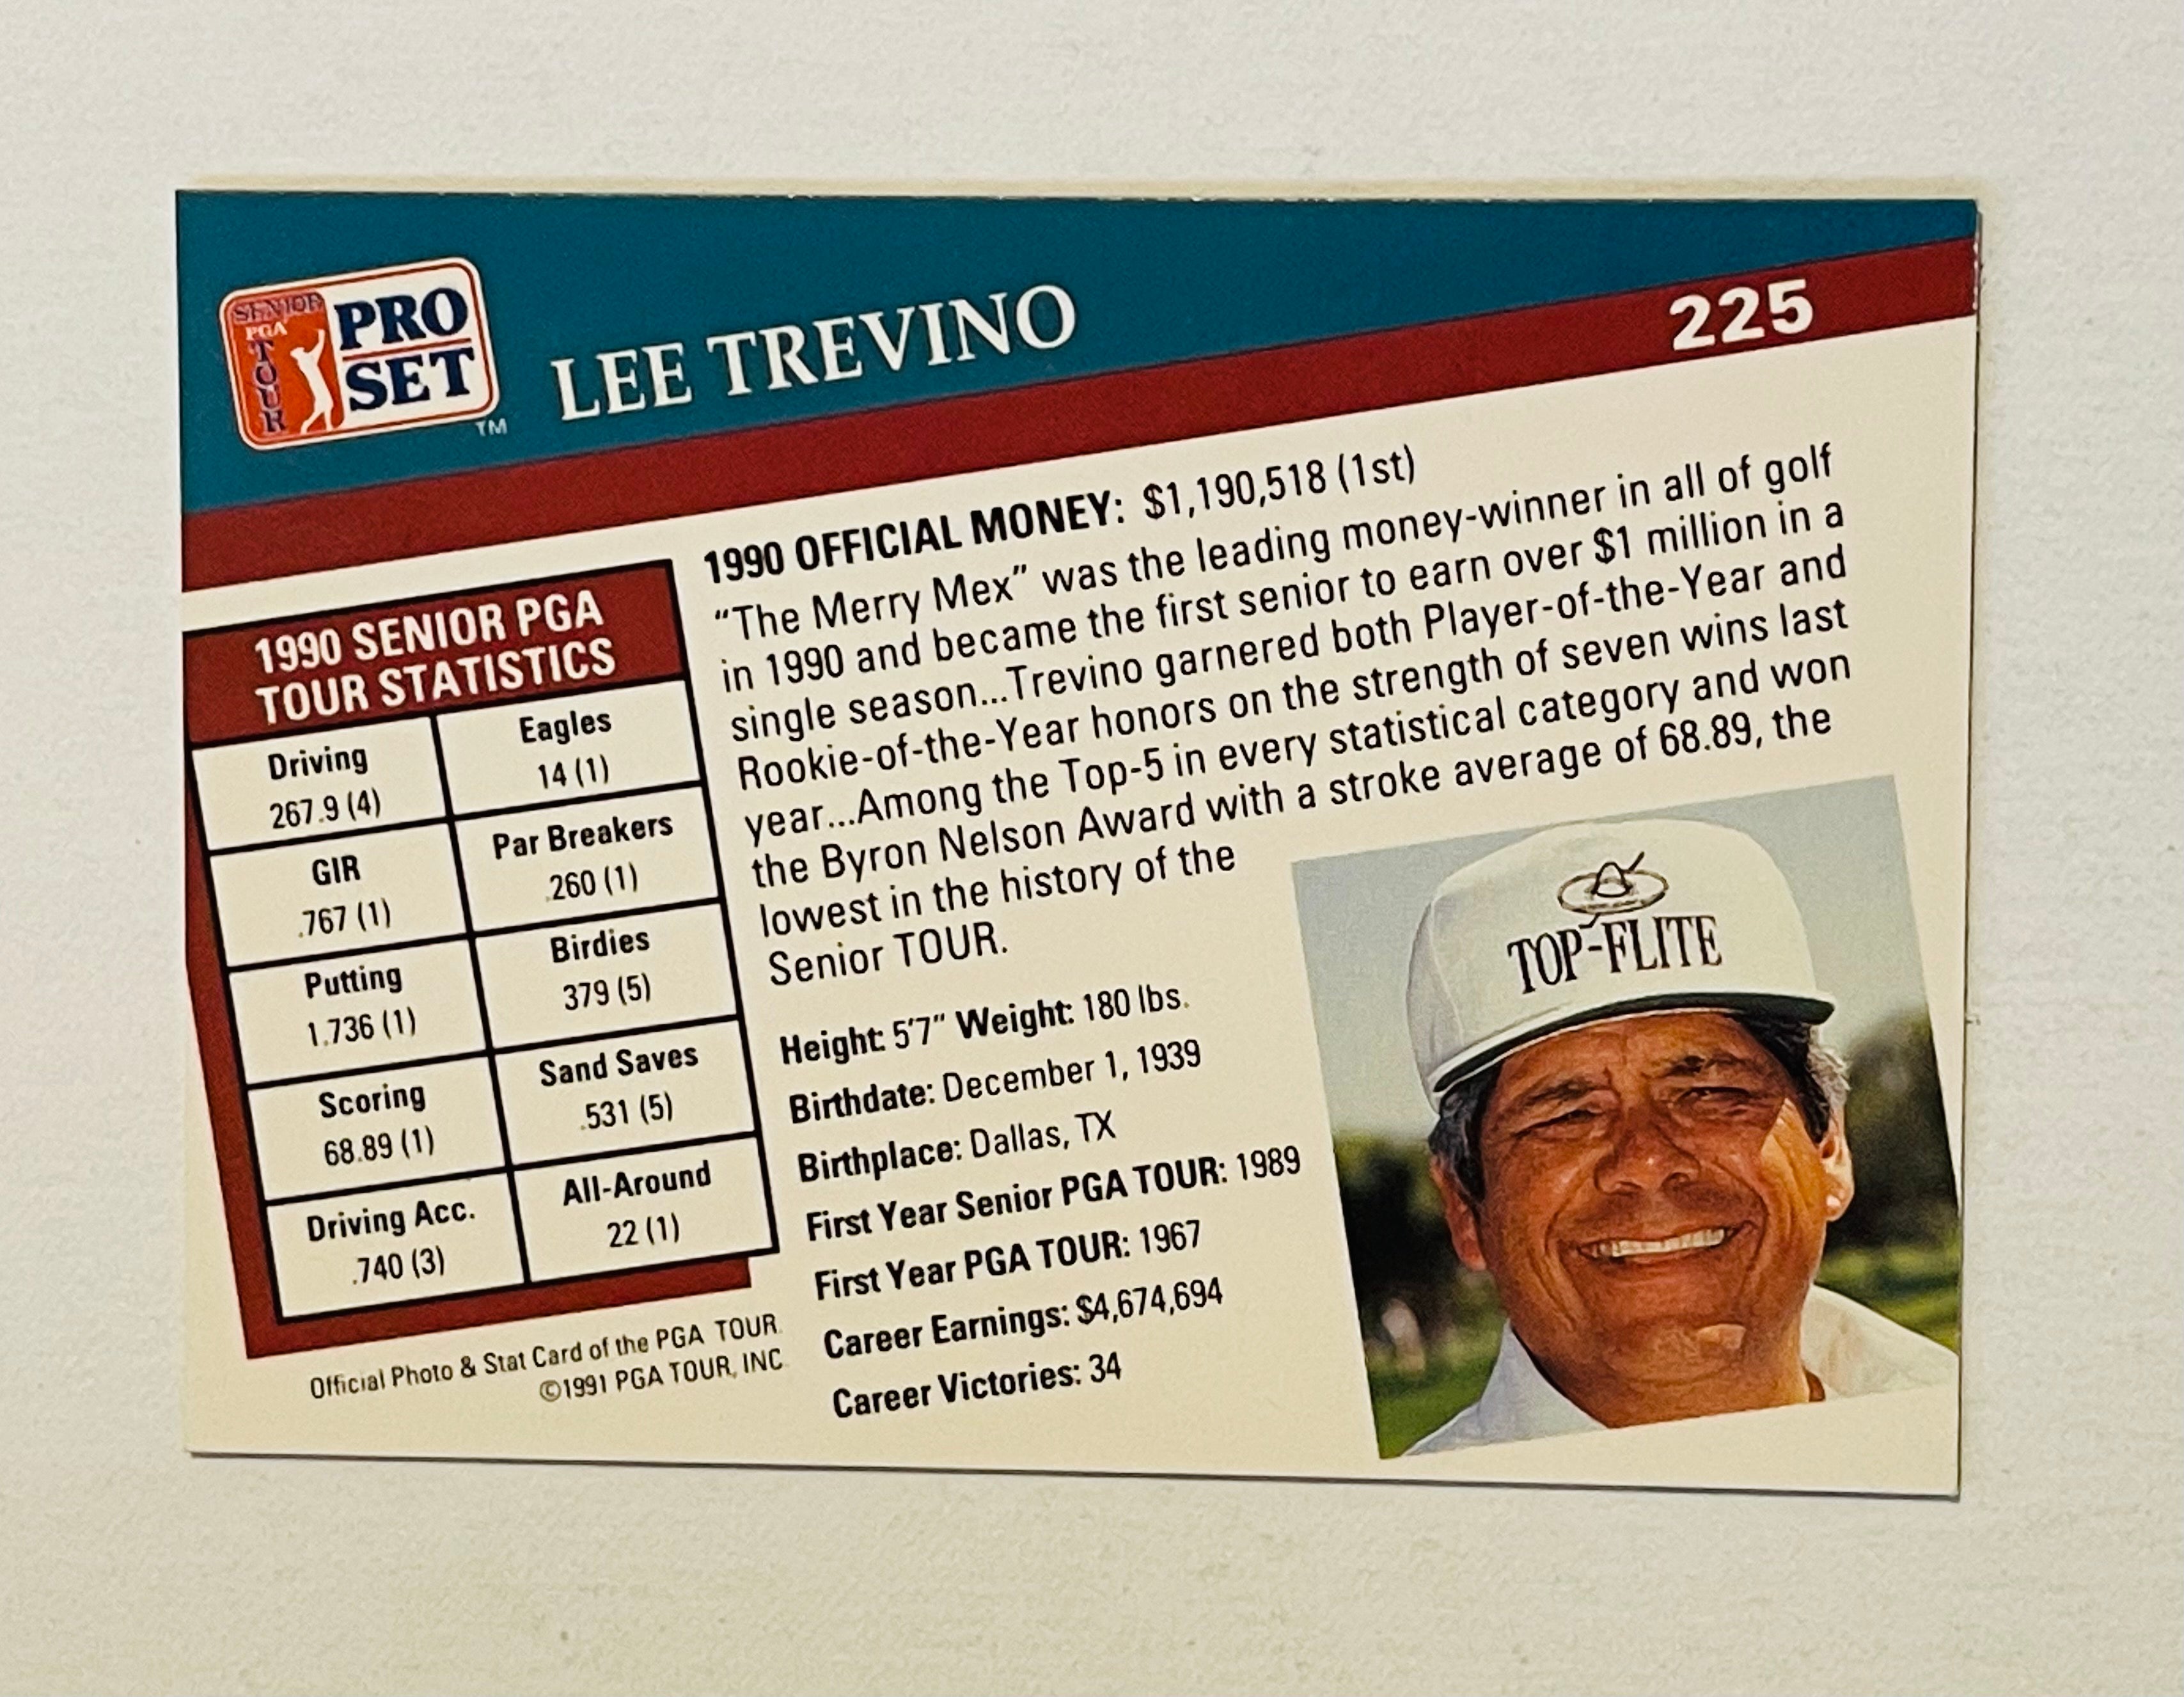 SENIOR
PGA
TOUR
PRO
SET
TM
LEE TREVINO
225
1990 OFFICIAL MONEY: $1,190,518 (1st)
"The Merry Mex" was the leading money-winner in all of golf
in 1990 and became the first senior to earn over $1 million in a
single season...Trevino garnered both Player-of-the-Year and
Rookie-of-the-Year honors on the strength of seven wins last
year...Among the Top-5 in every statistical category and won
the Byron Nelson Award with a stroke average of 68.89, the
lowest in the history of the
Senior TOUR.
Height: 5'7" Weight: 180 lbs.
Birthdate: December 1, 1939
Birthplace: Dallas, TX
First Year Senior PGA TOUR: 1989
First Year PGA TOUR: 1967
Career Earnings: $4,674,694
Career Victories: 34
1990 SENIOR PGA
TOUR STATISTICS
Driving
267.9 (4)
Eagles
14 (1)
GIR
.767 (1)
Par Breakers
.260 (1)
Putting
1.736 (1)
Birdies
379 (5)
Scoring
68.89 (1)
Sand Saves
.531 (5)
Driving Acc.
.740 (3)
All-Around
22 (1)
Official Photo & Stat Card of the PGA TOUR.
©1991 PGA TOUR, INC.
TOP-FLITE